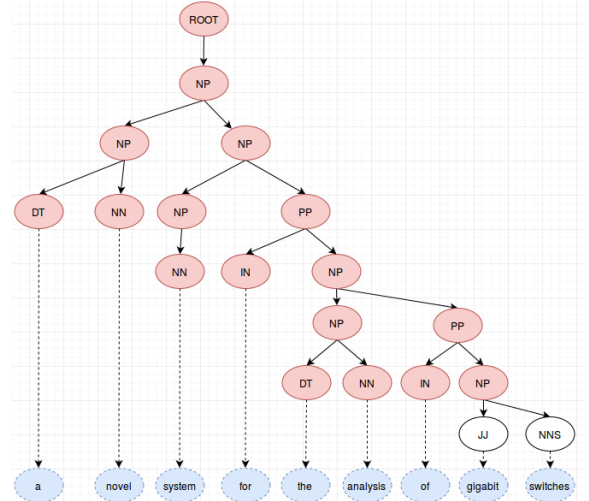 ROOT
NP
NP NP
DT NN NP PP
NN IN NP
NP PP
DT NN IN NP
JJ NNS
a novel system for the analysis of gigabit switches